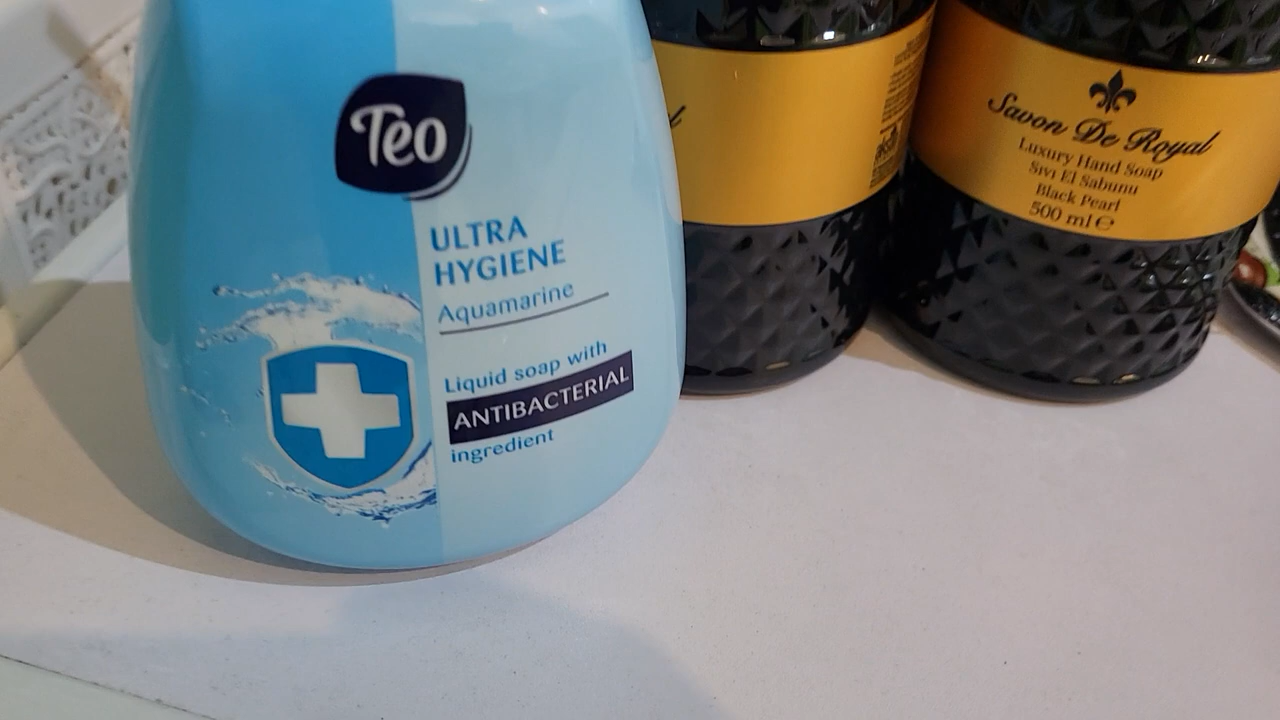 Teo
ULTRA
HYGIENE
Aquamarine
Liquid soap with
ANTIBACTERIAL
ingredient
Savon De Royal
Luxury Hand Soap
Sıvı El Sabunu
Black Pearl
500 ml ℮